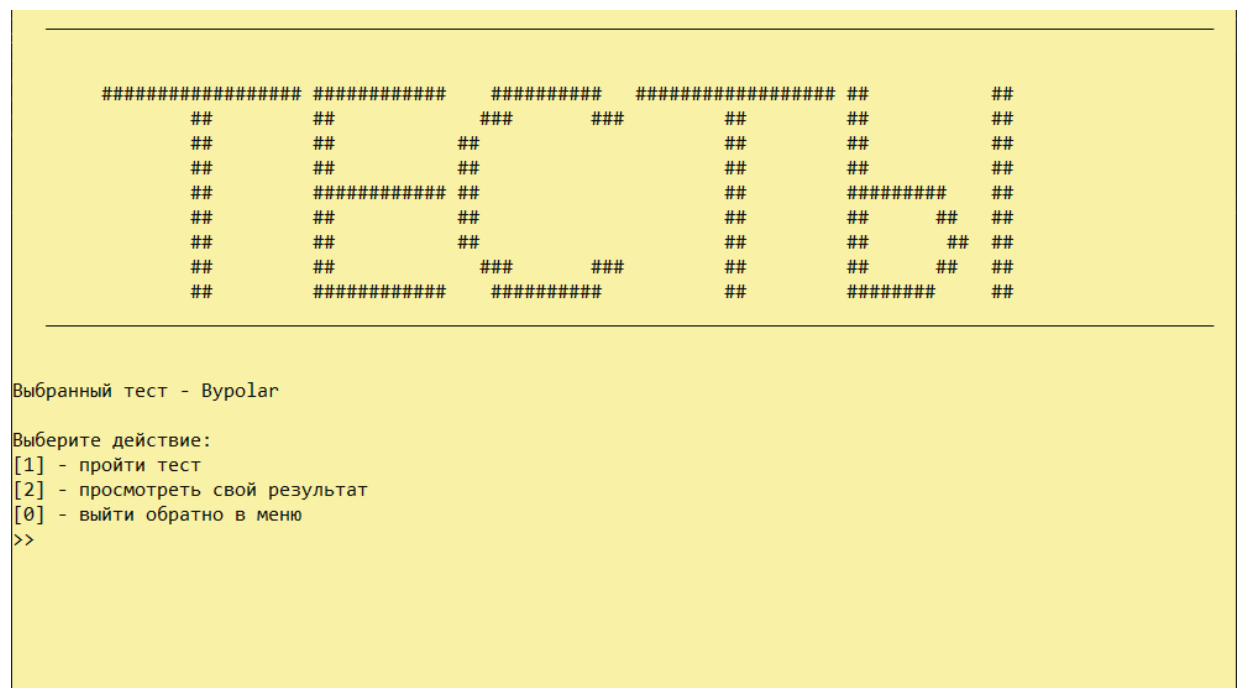 ТЕСТЫ
Выбранный тест - Bypolar
Выберите действие:
[1] - пройти тест
[2] - просмотреть свой результат
[0] - выйти обратно в меню
>>